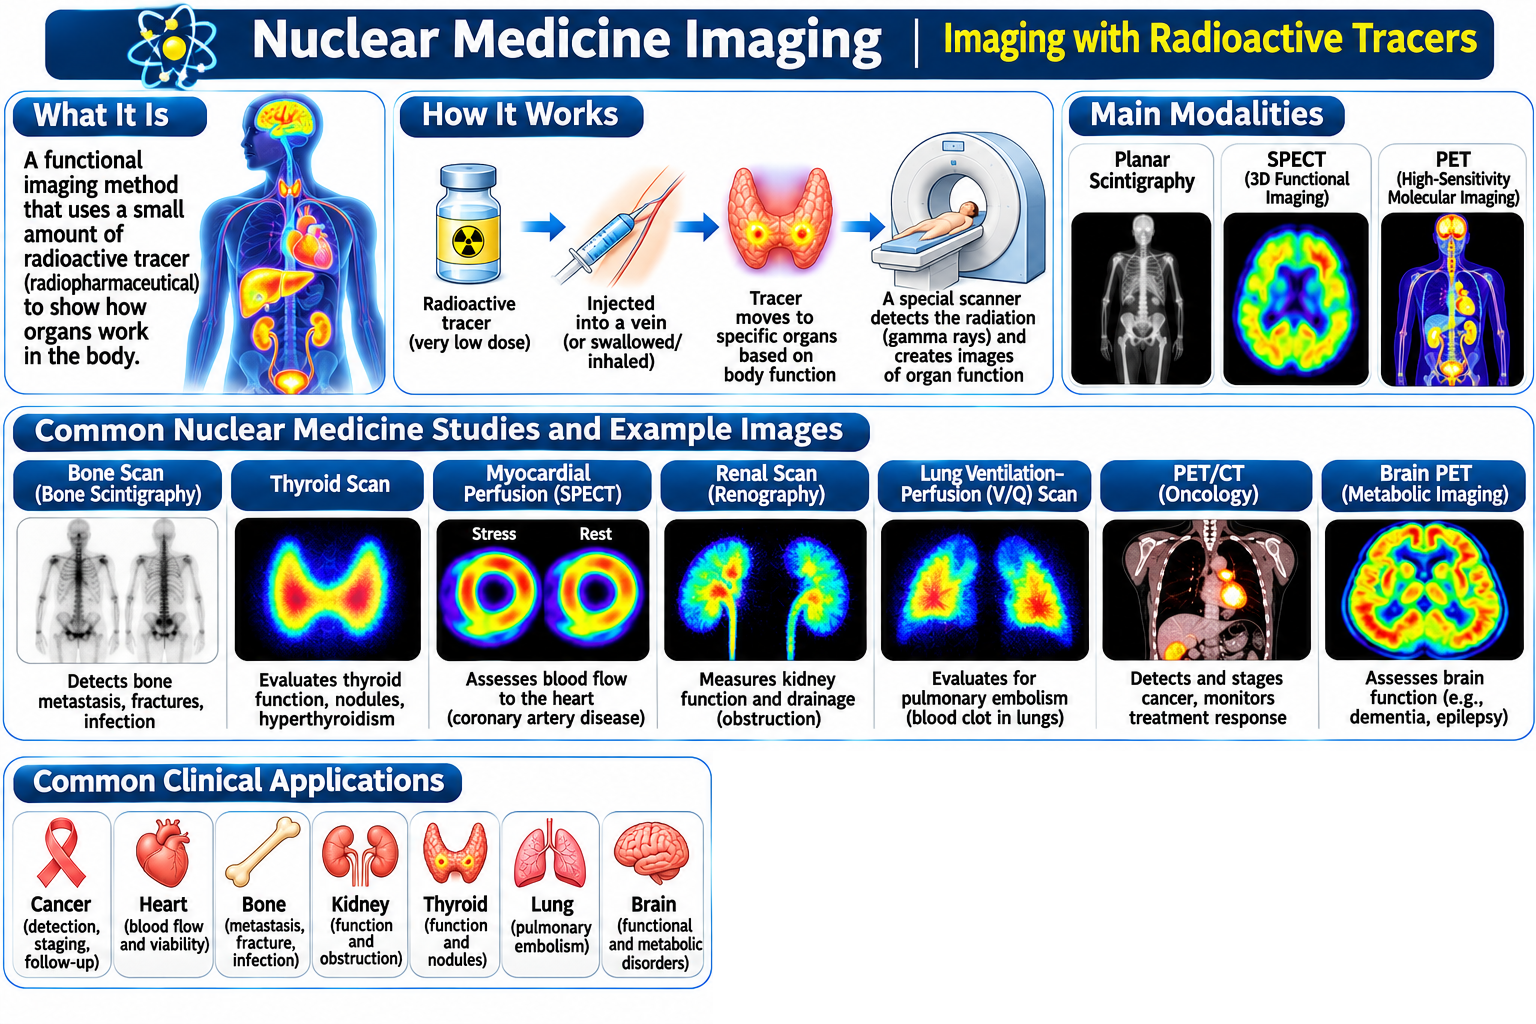 Nuclear Medicine Imaging | Imaging with Radioactive Tracers
What It Is
A functional
imaging method
that uses a small
amount of
radioactive tracer
(radiopharmaceutical)
to show how
organs work
in the body.
How It Works
Radioactive
tracer
(very low dose)
Injected
into a vein
(or swallowed/
inhaled)
Tracer
moves to
specific organs
based on
body function
A special scanner
detects the radiation
(gamma rays) and
creates images
of organ function
Main Modalities
Planar
Scintigraphy
SPECT
(3D Functional
Imaging)
PET
(High-Sensitivity
Molecular Imaging)
Common Nuclear Medicine Studies and Example Images
Bone Scan
(Bone Scintigraphy)
Detects bone
metastasis, fractures,
infection
Thyroid Scan
Evaluates thyroid
function, nodules,
hyperthyroidism
Myocardial
Perfusion (SPECT)
Stress
Rest
Assesses blood flow
to the heart
(coronary artery disease)
Renal Scan
(Renography)
Measures kidney
function and drainage
(obstruction)
Lung Ventilation–
Perfusion (V/Q) Scan
Evaluates for
pulmonary embolism
(blood clot in lungs)
PET/CT
(Oncology)
Detects and stages
cancer, monitors
treatment response
Brain PET
(Metabolic Imaging)
Assesses brain
function (e.g.,
dementia, epilepsy)
Common Clinical Applications
Cancer
(detection,
staging,
follow-up)
Heart
(blood flow
and viability)
Bone
(metastasis,
fracture,
infection)
Kidney
(function
and
obstruction)
Thyroid
(function
and
nodules)
Lung
(pulmonary
embolism)
Brain
(functional
and metabolic
disorders)